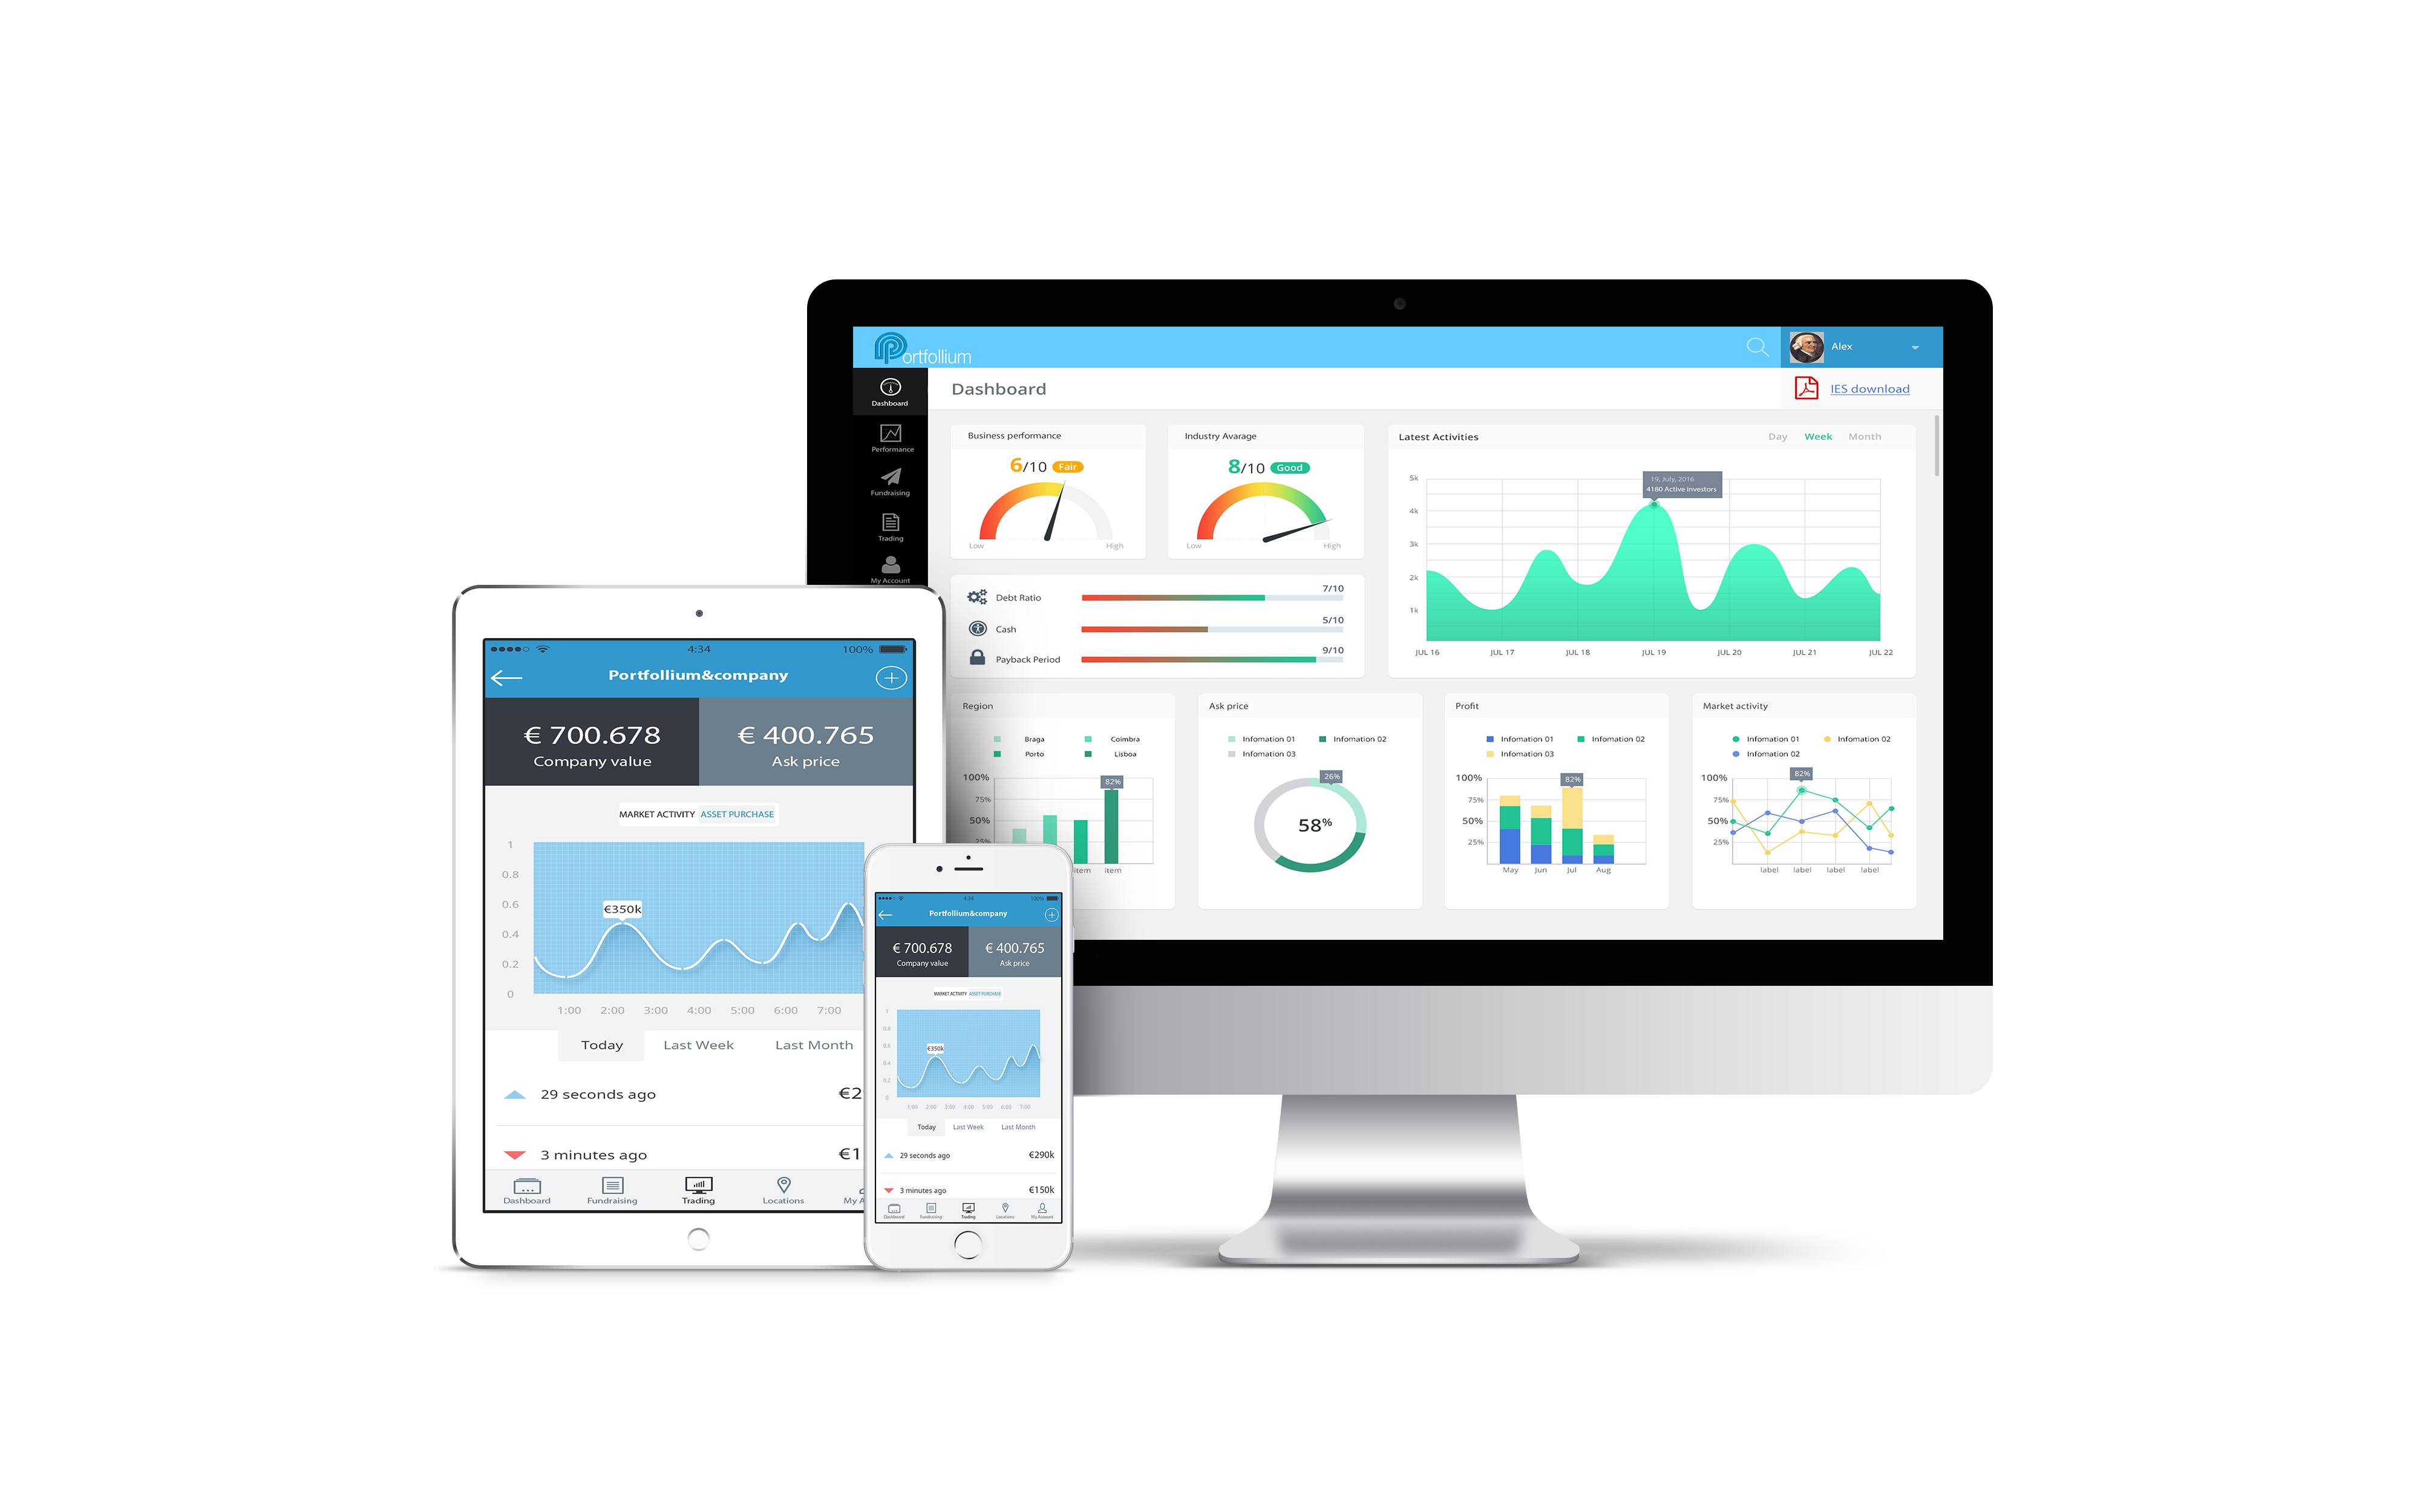 Portfollium
Alex
Dashboard
Performance
Fundraising
Trading
My Account
Dashboard
IES download
Business performance
6/10 Fair
Low High
Industry Avarage
8/10 Good
Low High
Latest Activities
Day Week Month
19, July, 2016
4180 Active investors
5k
4k
3k
2k
1k
JUL 16 JUL 17 JUL 18 JUL 19 JUL 20 JUL 21 JUL 22
Debt Ratio 7/10
Cash 5/10
Payback Period 9/10
Region
Braga Coimbra
Porto Lisboa
100%
82%
75%
50%
25%
item item
Ask price
Infomation 01 Infomation 02
Infomation 03
26%
58%
Profit
Infomation 01 Infomation 02
Infomation 03
100%
82%
75%
50%
25%
May Jun Jul Aug
Market activity
Infomation 01 Infomation 02
Infomation 02
100%
82%
75%
50%
25%
label label label label
4:34 100%
Portfollium&company
€ 700.678 € 400.765
Company value Ask price
MARKET ACTIVITY ASSET PURCHASE
1
0.8
0.6
0.4
0.2
0
€350k
1:00 2:00 3:00 4:00 5:00 6:00 7:00
Today Last Week Last Month
29 seconds ago €2
3 minutes ago €1
Dashboard Fundraising Trading Locations My A
4:34 100%
Portfollium&company
€ 700.678 € 400.765
Company value Ask price
MARKET ACTIVITY ASSET PURCHASE
1
0.8
0.6
0.4
0.2
0
€350k
1:00 2:00 3:00 4:00 5:00 6:00 7:00
Today Last Week Last Month
29 seconds ago €290k
3 minutes ago €150k
Dashboard Fundraising Trading Locations My Account